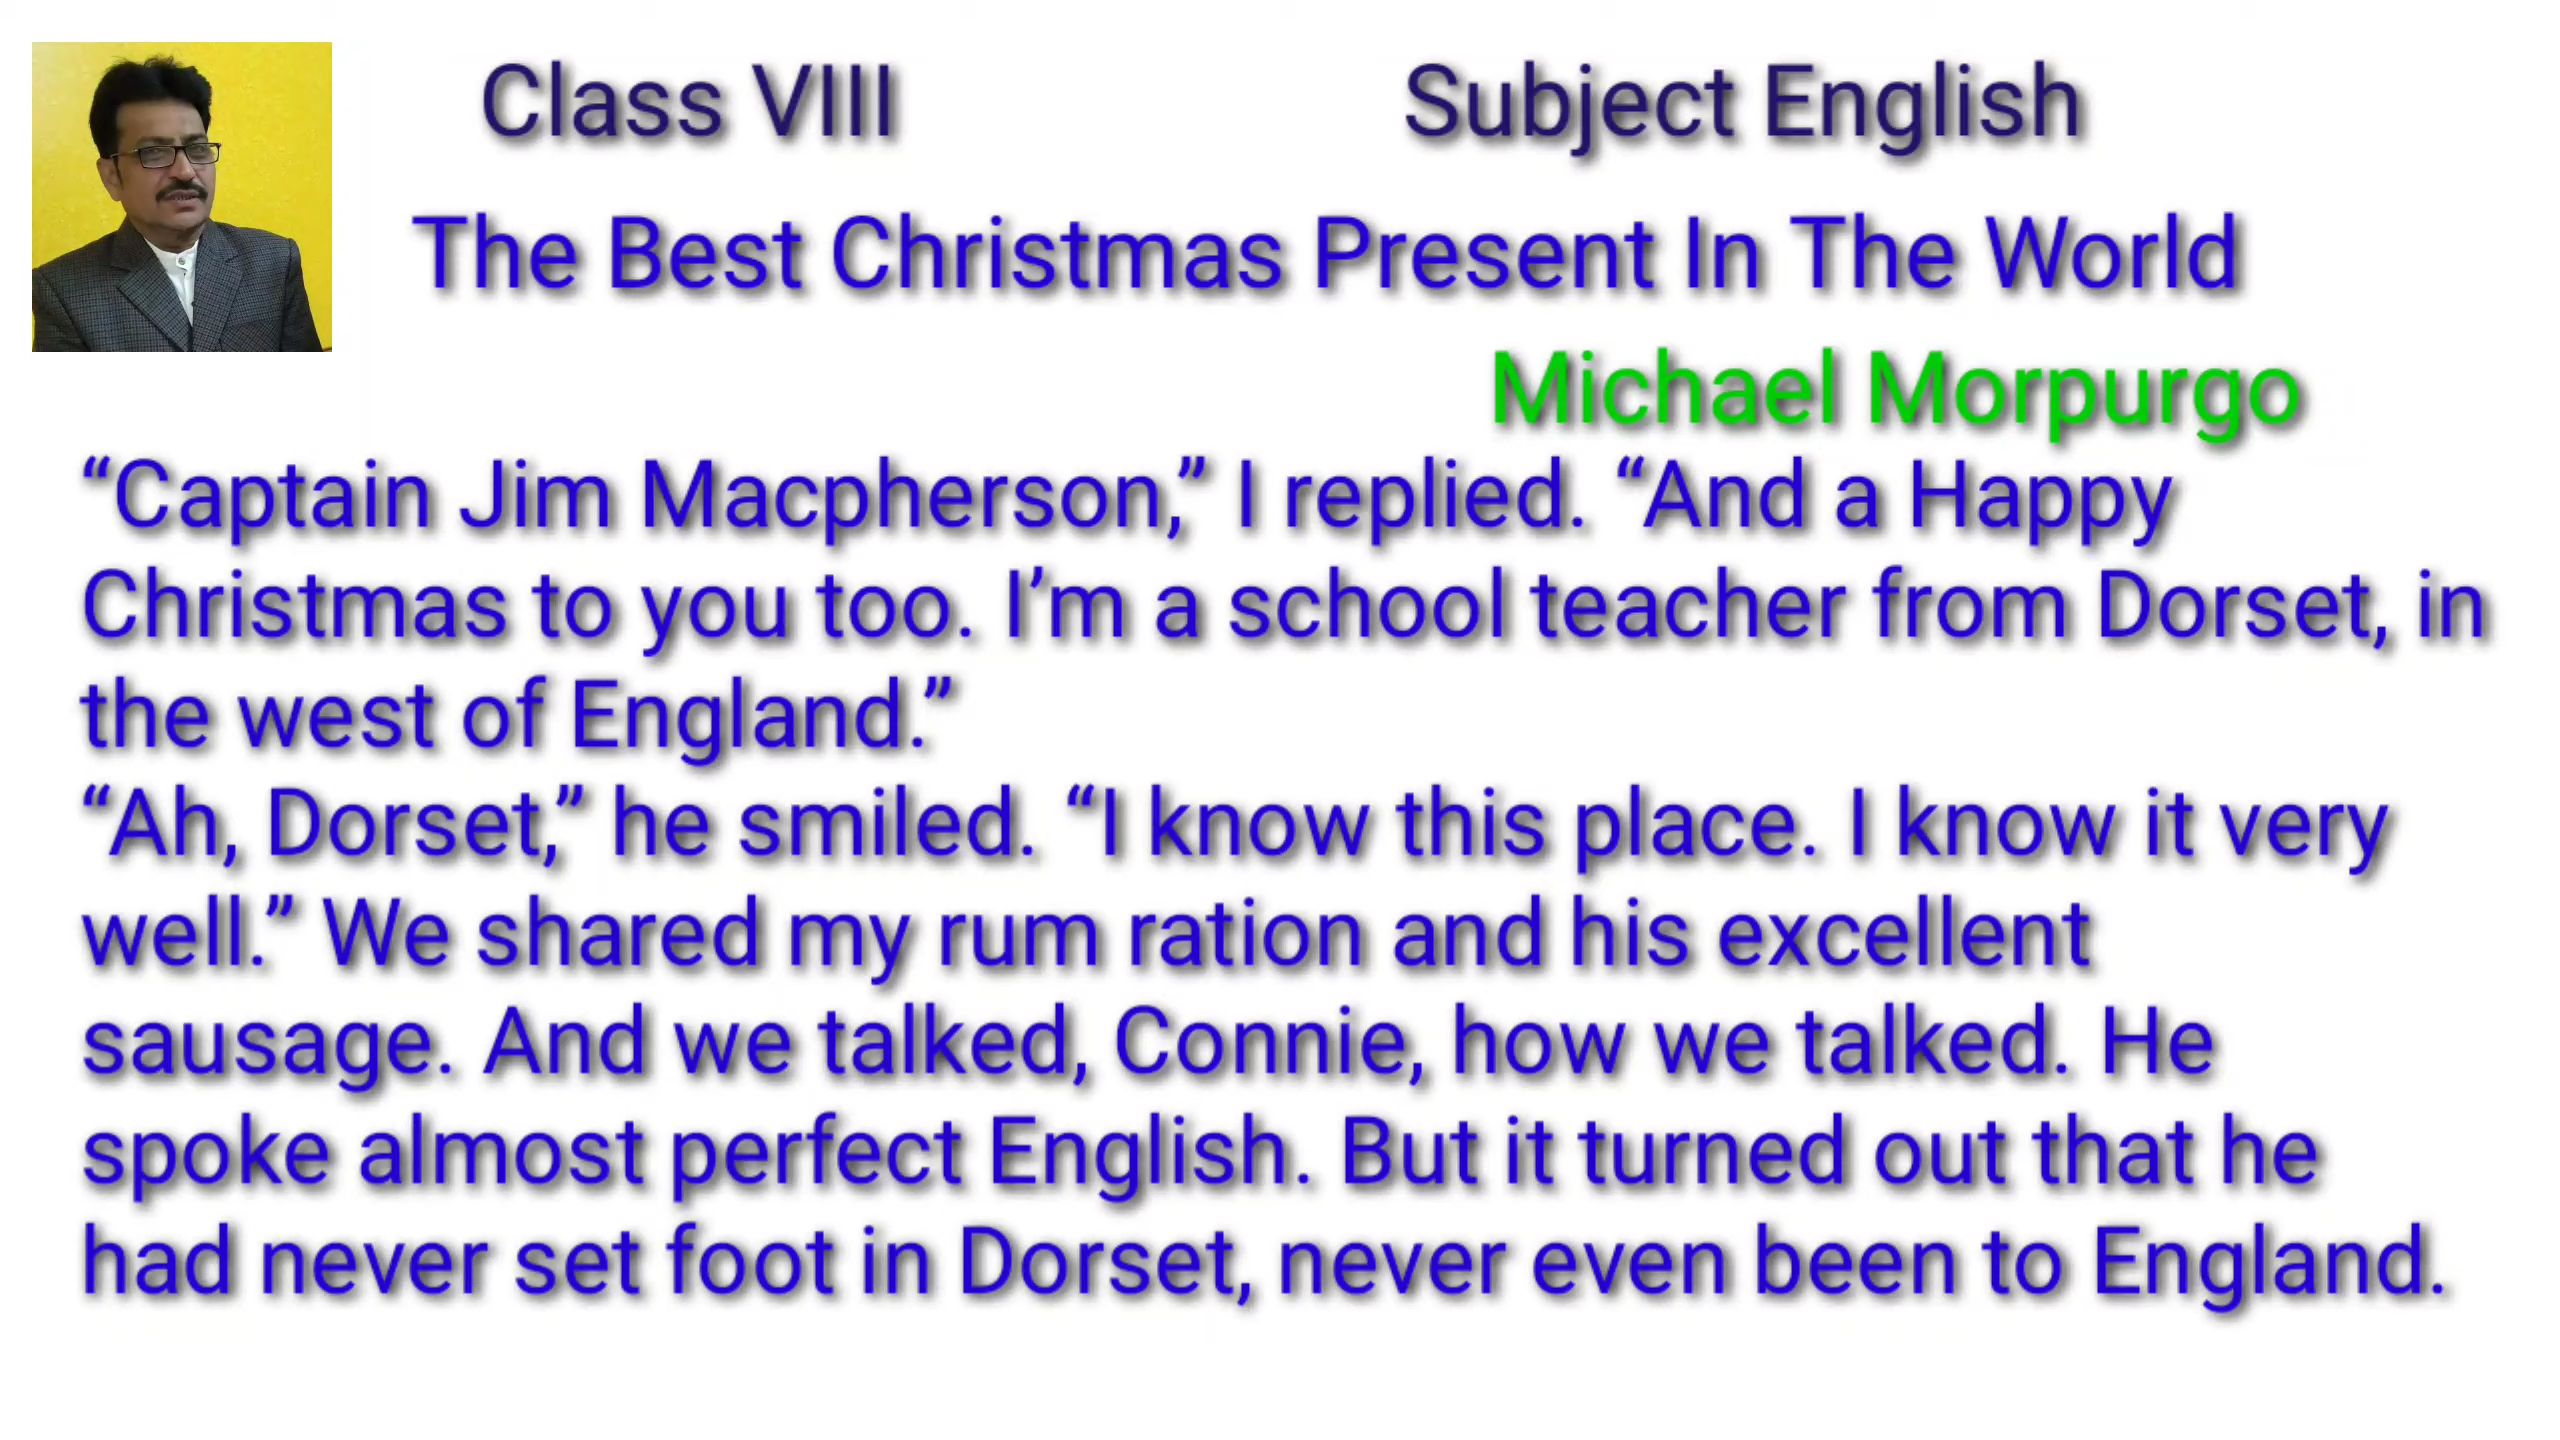 Class VIII Subject English
The Best Christmas Present In The World
Michael Morpurgo
“Captain Jim Macpherson,” I replied. “And a Happy
Christmas to you too. I’m a school teacher from Dorset, in
the west of England.”
“Ah, Dorset,” he smiled. “I know this place. I know it very
well.” We shared my rum ration and his excellent
sausage. And we talked, Connie, how we talked. He
spoke almost perfect English. But it turned out that he
had never set foot in Dorset, never even been to England.